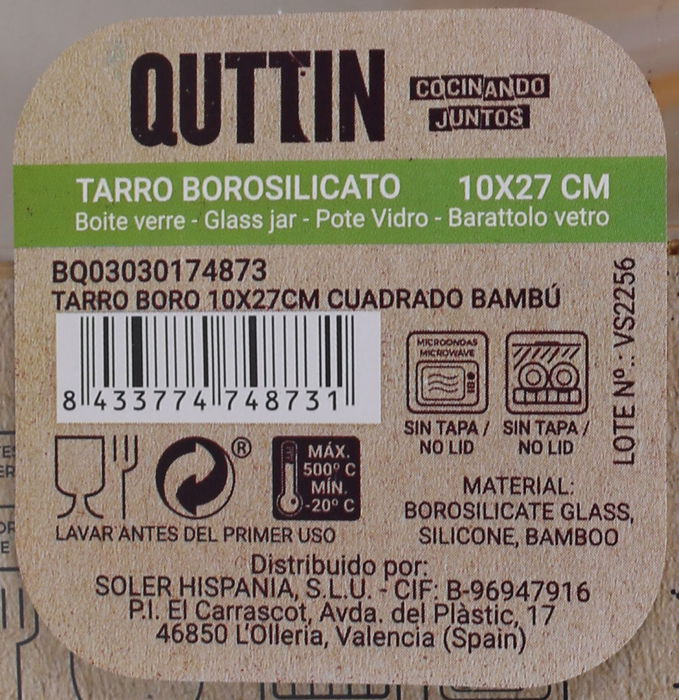 QUTTIN
COCINANDO
JUNTOS
TARRO BOROSILICATO 10X27 CM
Boite verre - Glass jar - Pote Vidro - Barattolo vetro
BQ03030174873
TARRO BORO 10X27CM CUADRADO BAMBÚ
8 433774 748731
MICROONDAS
MICROWAVE
SIN TAPA /
NO LID
SIN TAPA /
NO LID
LOTE Nº.: VS2256
®
MÁX.
500º C
MÍN.
-20º C
LAVAR ANTES DEL PRIMER USO
MATERIAL:
BOROSILICATE GLASS,
SILICONE, BAMBOO
Distribuido por:
SOLER HISPANIA, S.L.U. - CIF: B-96947916
P.I. El Carrascot, Avda. del Plàstic, 17
46850 L'Olleria, Valencia (Spain)